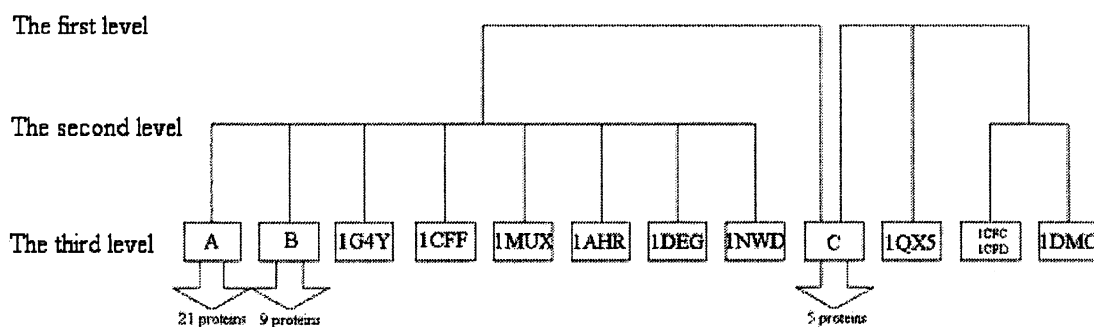 The first level
The second level
The third level
A
B
1G4Y
1CFF
1MUX
1AHR
1DEG
1NWD
C
1QX5
1CFC
1CFD
1DMO
21 proteins
9 proteins
5 proteins